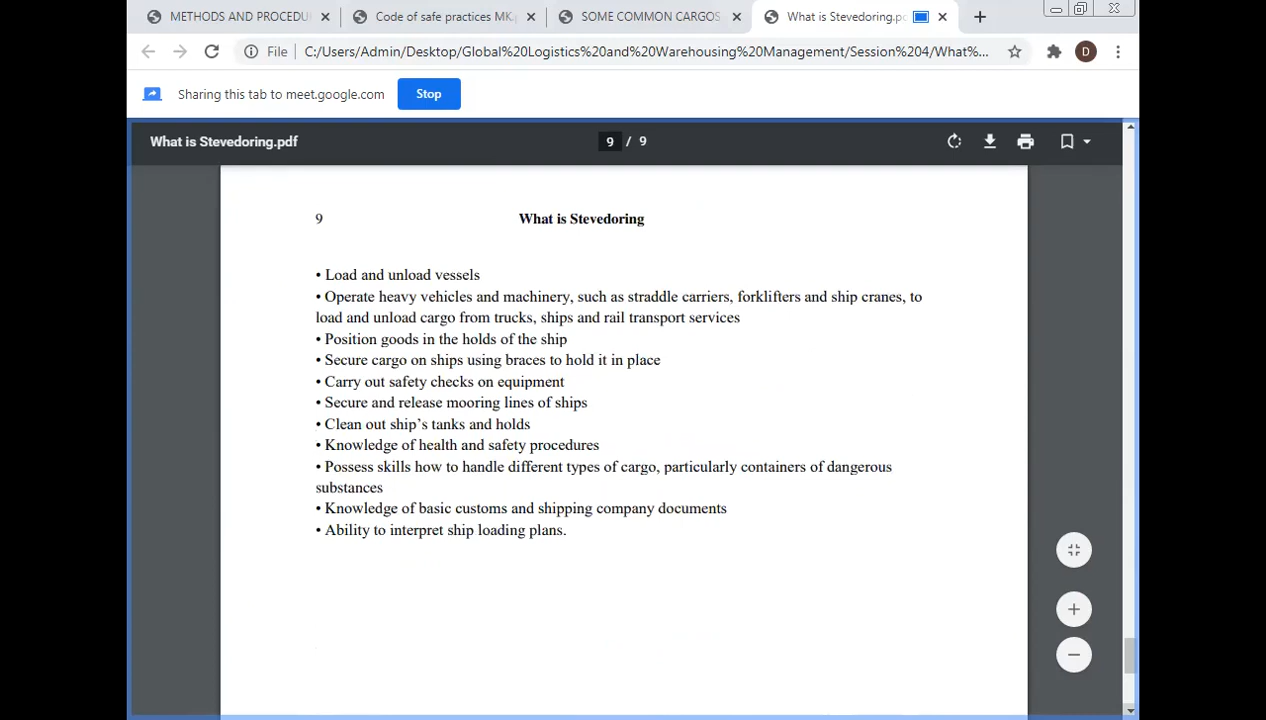 METHODS AND PROCEDU
Code of safe practices MK.
SOME COMMON CARGOS
What is Stevedoring.p
File
C:/Users/Admin/Desktop/Global%20Logistics%20and%20Warehousing%20Management/Session%204/What%...
D
Sharing this tab to meet.google.com
Stop
What is Stevedoring.pdf
9 / 9
9 What is Stevedoring
• Load and unload vessels
• Operate heavy vehicles and machinery, such as straddle carriers, forklifters and ship cranes, to
load and unload cargo from trucks, ships and rail transport services
• Position goods in the holds of the ship
• Secure cargo on ships using braces to hold it in place
• Carry out safety checks on equipment
• Secure and release mooring lines of ships
• Clean out ship’s tanks and holds
• Knowledge of health and safety procedures
• Possess skills how to handle different types of cargo, particularly containers of dangerous
substances
• Knowledge of basic customs and shipping company documents
• Ability to interpret ship loading plans.